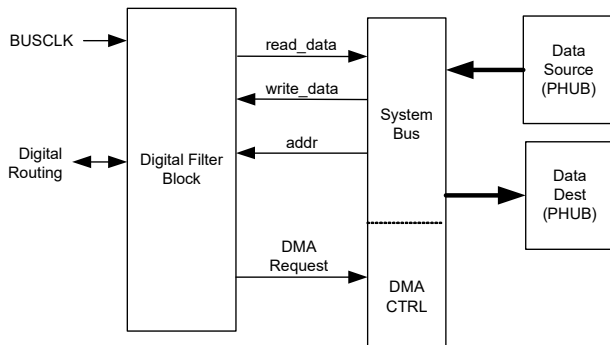 BUSCLK
Digital
Routing
Digital Filter
Block
read_data
write_data
addr
DMA
Request
System
Bus
DMA
CTRL
Data
Source
(PHUB)
Data
Dest
(PHUB)